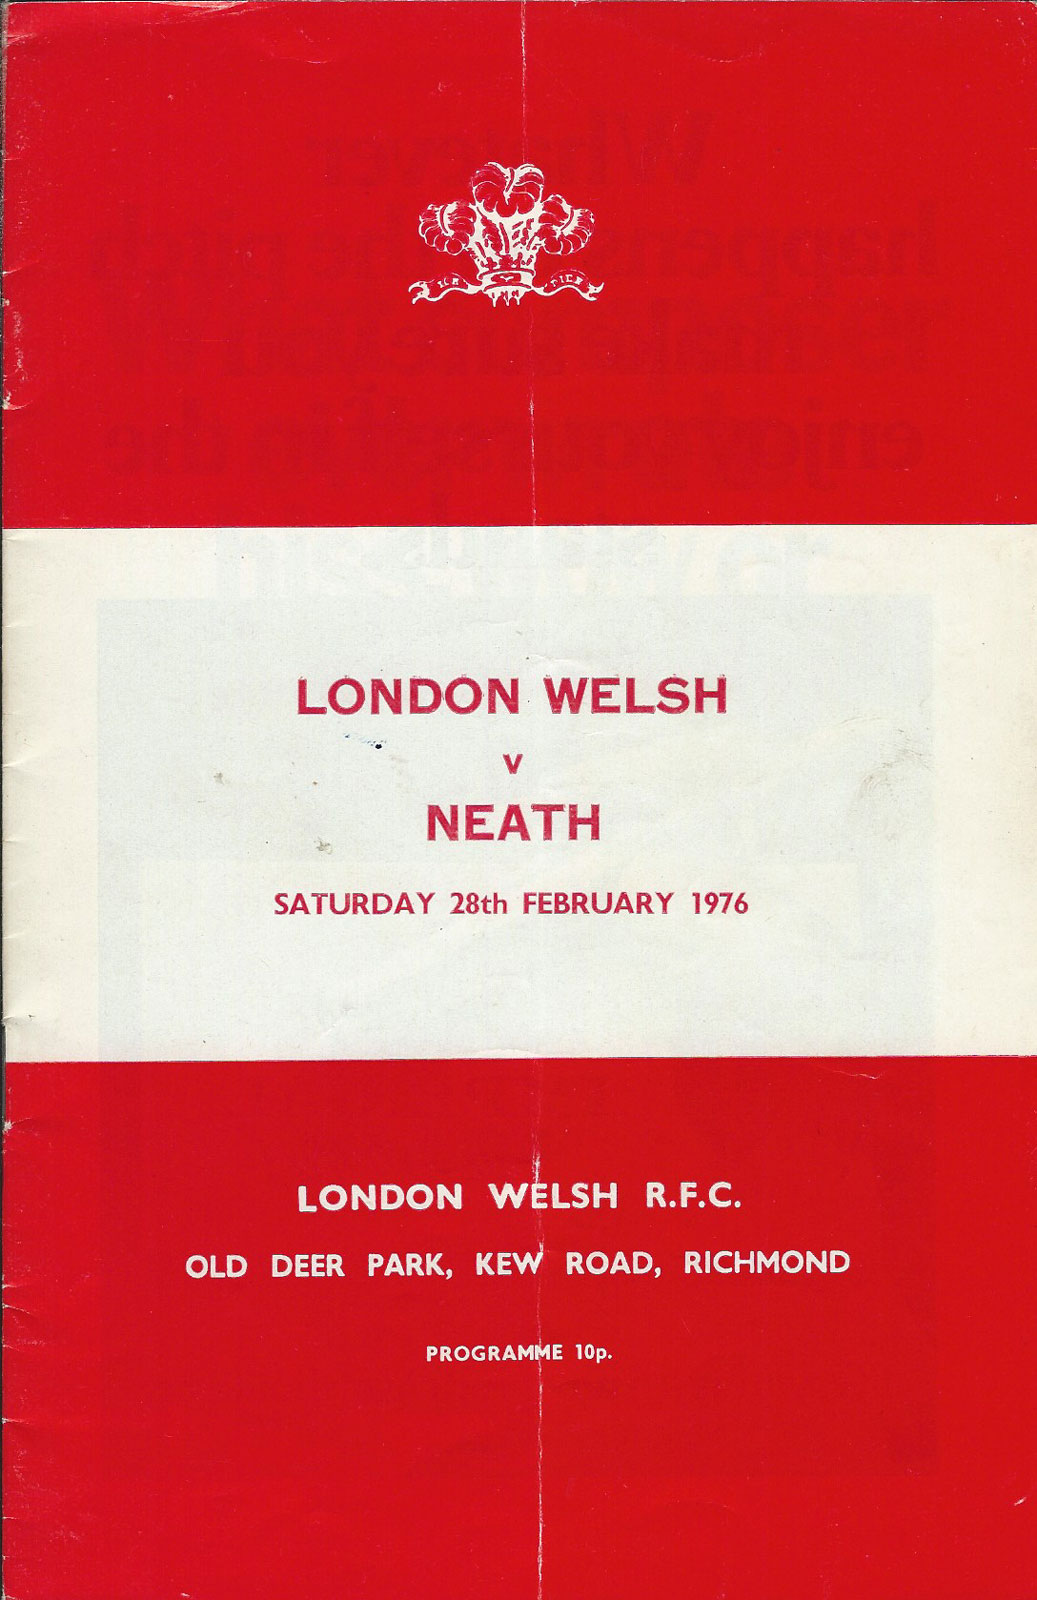 LONDON WELSH
v
NEATH
SATURDAY 28th FEBRUARY 1976
LONDON WELSH R.F.C.
OLD DEER PARK, KEW ROAD, RICHMOND
PROGRAMME 10p.